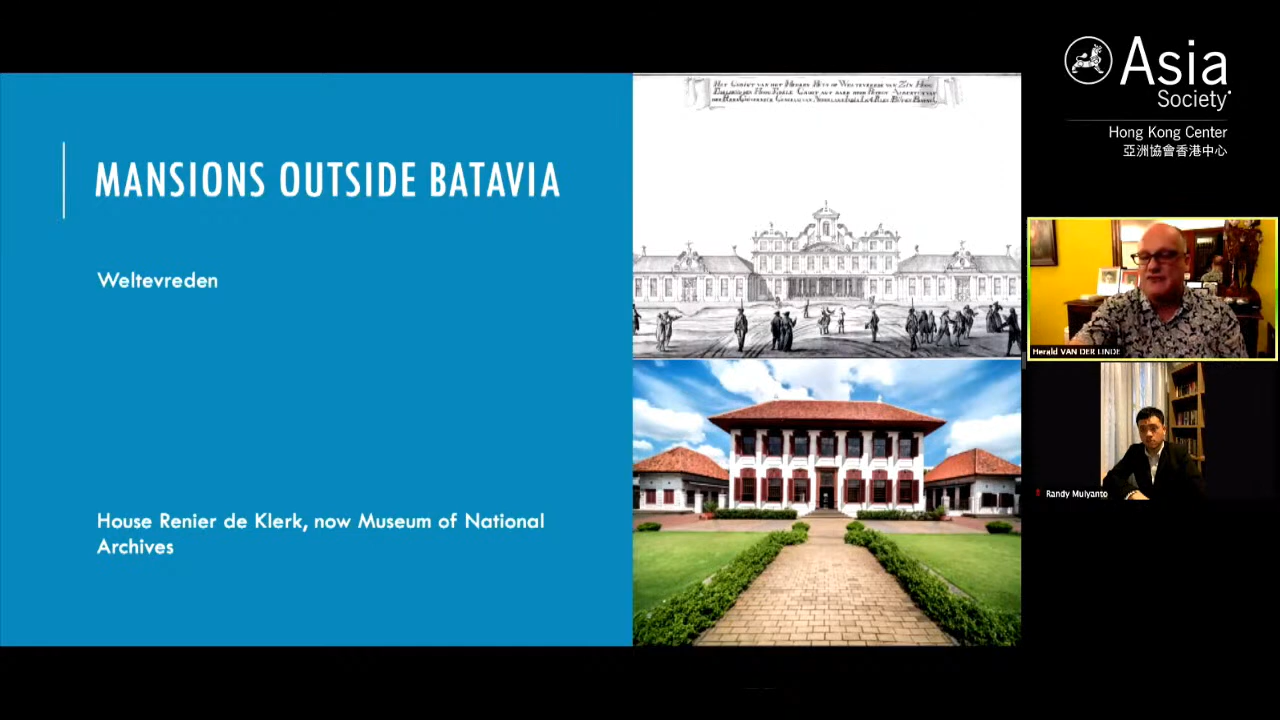 MANSIONS OUTSIDE BATAVIA
Weltevreden
House Renier de Klerk, now Museum of National
Archives
Asia
Society
Hong Kong Center
亞洲協會香港中心
Herald VAN DER LINDE
Randy Mulyanto